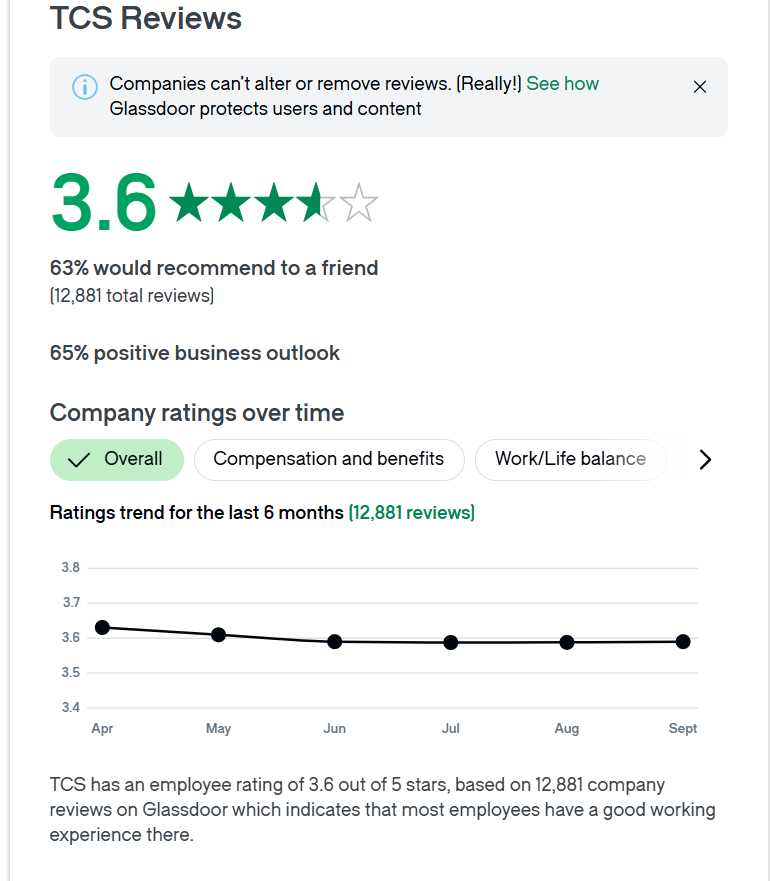 TCS Reviews
Companies can't alter or remove reviews. (Really!) See how
Glassdoor protects users and content
3.6
63% would recommend to a friend
(12,881 total reviews)
65% positive business outlook
Company ratings over time
Overall
Compensation and benefits
Work/Life balance
Ratings trend for the last 6 months (12,881 reviews)
3.8
3.7
3.6
3.5
3.4
Apr May Jun Jul Aug Sept
TCS has an employee rating of 3.6 out of 5 stars, based on 12,881 company
reviews on Glassdoor which indicates that most employees have a good working
experience there.